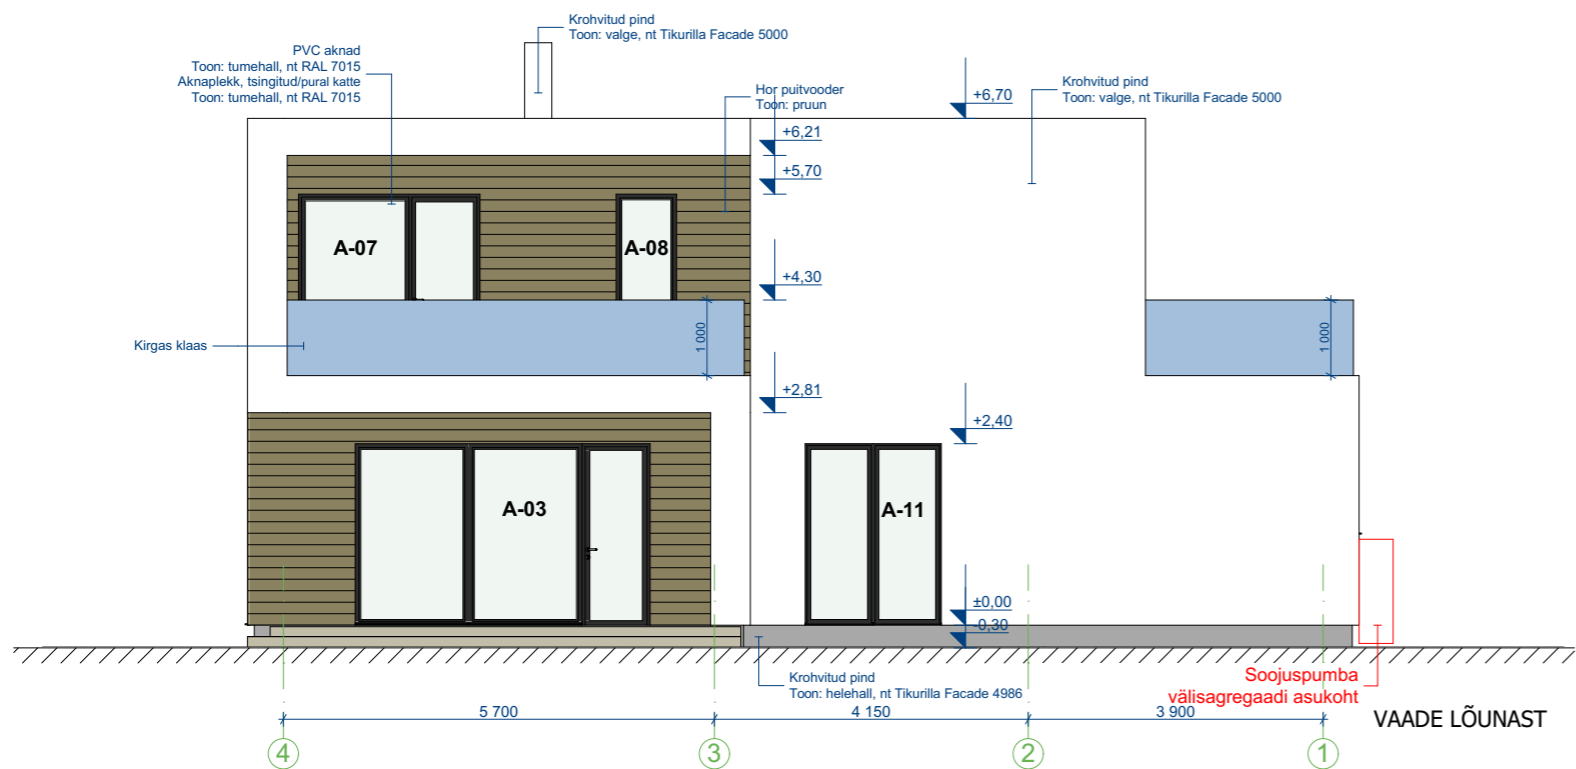 Krohvitud pind
Toon: valge, nt Tikurilla Facade 5000
PVC aknad
Toon: tumehall, nt RAL 7015
Aknaplekk, tsingitud/pural katte
Toon: tumehall, nt RAL 7015
Hor puitvooder
Toon: pruun
Krohvitud pind
Toon: valge, nt Tikurilla Facade 5000
+6,70
+6,21
+5,70
A-07
A-08
+4,30
Kirgas klaas
1 000
1 000
+2,81
+2,40
A-03
A-11
±0,00
-0,30
Krohvitud pind
Toon: helehall, nt Tikurilla Facade 4986
Soojuspumba
välisagregaadi asukoht
5 700
4 150
3 900
VAADE LÕUNAST
4
3
2
1